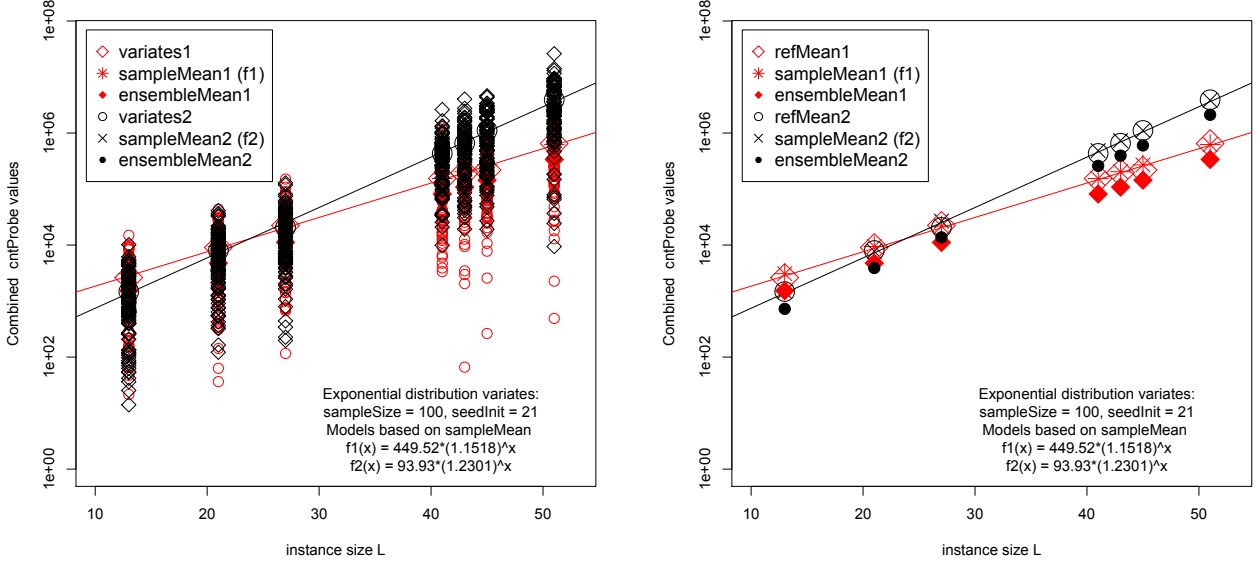 1e+08
1e+06
1e+04
1e+02
1e+00
Combined cntProbe values
variates1
sampleMean1 (f1)
ensembleMean1
variates2
sampleMean2 (f2)
ensembleMean2
Exponential distribution variates:
sampleSize = 100, seedInit = 21
Models based on sampleMean
f1(x) = 449.52*(1.1518)^x
f2(x) = 93.93*(1.2301)^x
10 20 30 40 50
instance size L
1e+08
1e+06
1e+04
1e+02
1e+00
Combined cntProbe values
refMean1
sampleMean1 (f1)
ensembleMean1
refMean2
sampleMean2 (f2)
ensembleMean2
Exponential distribution variates:
sampleSize = 100, seedInit = 21
Models based on sampleMean
f1(x) = 449.52*(1.1518)^x
f2(x) = 93.93*(1.2301)^x
10 20 30 40 50
instance size L